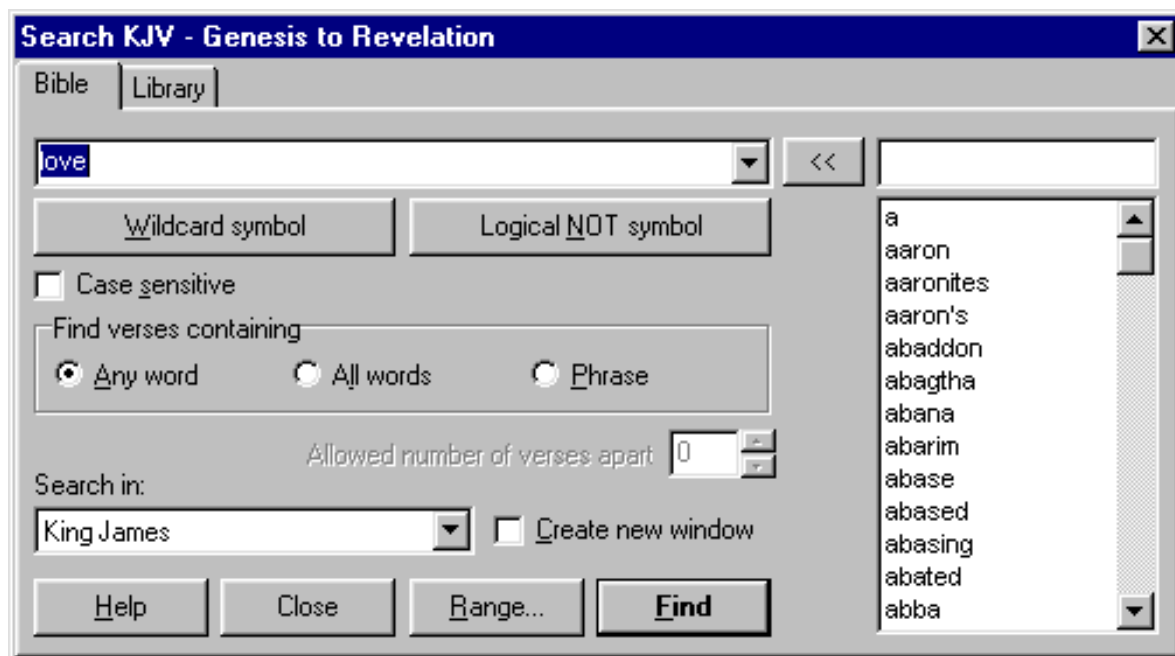 Search KJV - Genesis to Revelation
Bible Library
love
<<
Wildcard symbol Logical NOT symbol
Case sensitive
Find verses containing
Any word All words Phrase
Allowed number of verses apart 0
Search in:
King James Create new window
Help Close Range... Find
a
aaron
aaronites
aaron's
abaddon
abagtha
abana
abarim
abase
abased
abasing
abated
abba